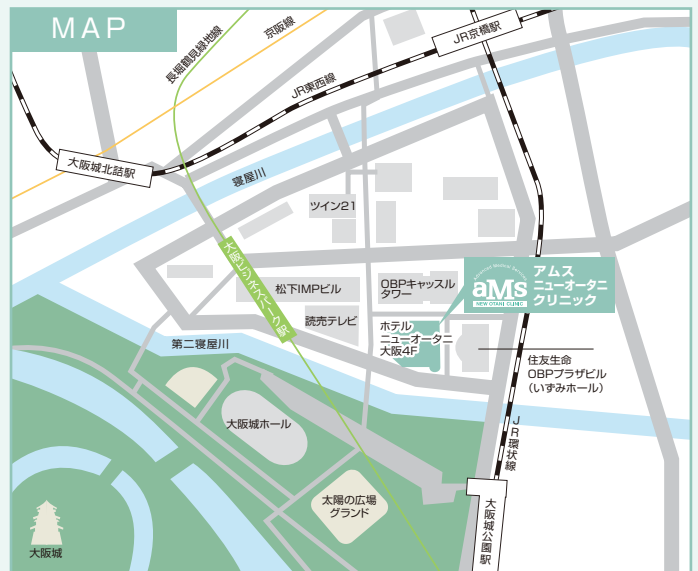 MAP
長堀鶴見緑地線
京阪線
JR京橋駅
JR東西線
大阪城北詰駅
寝屋川
ツイン21
大阪ビジネスパーク駅
松下IMPビル
OBPキャッスル
タワー
読売テレビ
aMs
NEW OTANI CLINIC
アムス
ニューオータニ
クリニック
ホテル
ニューオータニ
大阪4F
第二寝屋川
住友生命
OBPプラザビル
（いずみホール）
JR環状線
大阪城ホール
太陽の広場
グランド
大阪城公園駅
大阪城